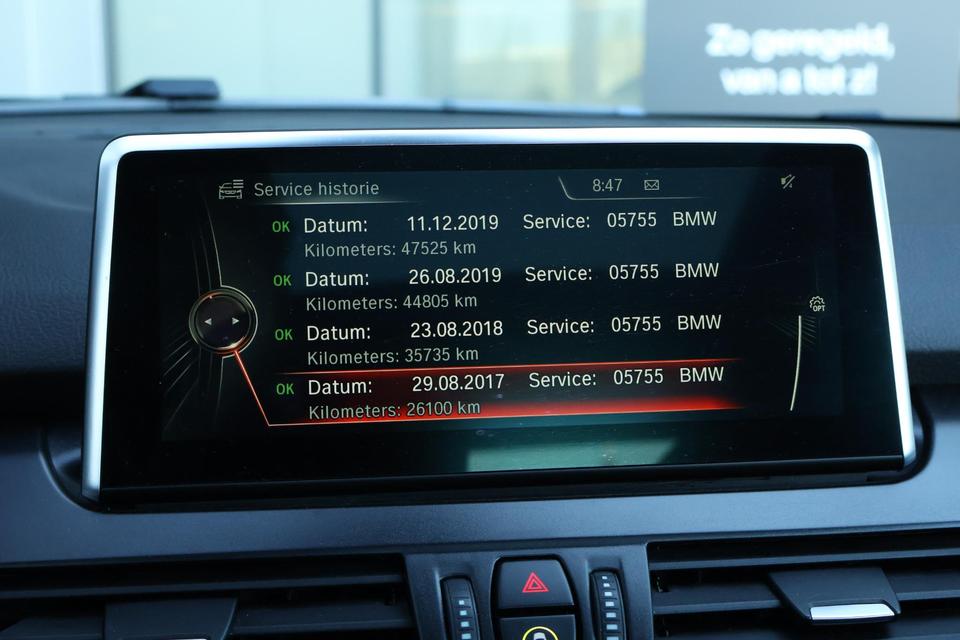 Zo geregeld,
van a tot z!
Service historie 8:47
OK Datum: 11.12.2019 Service: 05755 BMW
Kilometers: 47525 km
OK Datum: 26.08.2019 Service: 05755 BMW
Kilometers: 44805 km
OPT
OK Datum: 23.08.2018 Service: 05755 BMW
Kilometers: 35735 km
OK Datum: 29.08.2017 Service: 05755 BMW
Kilometers: 26100 km